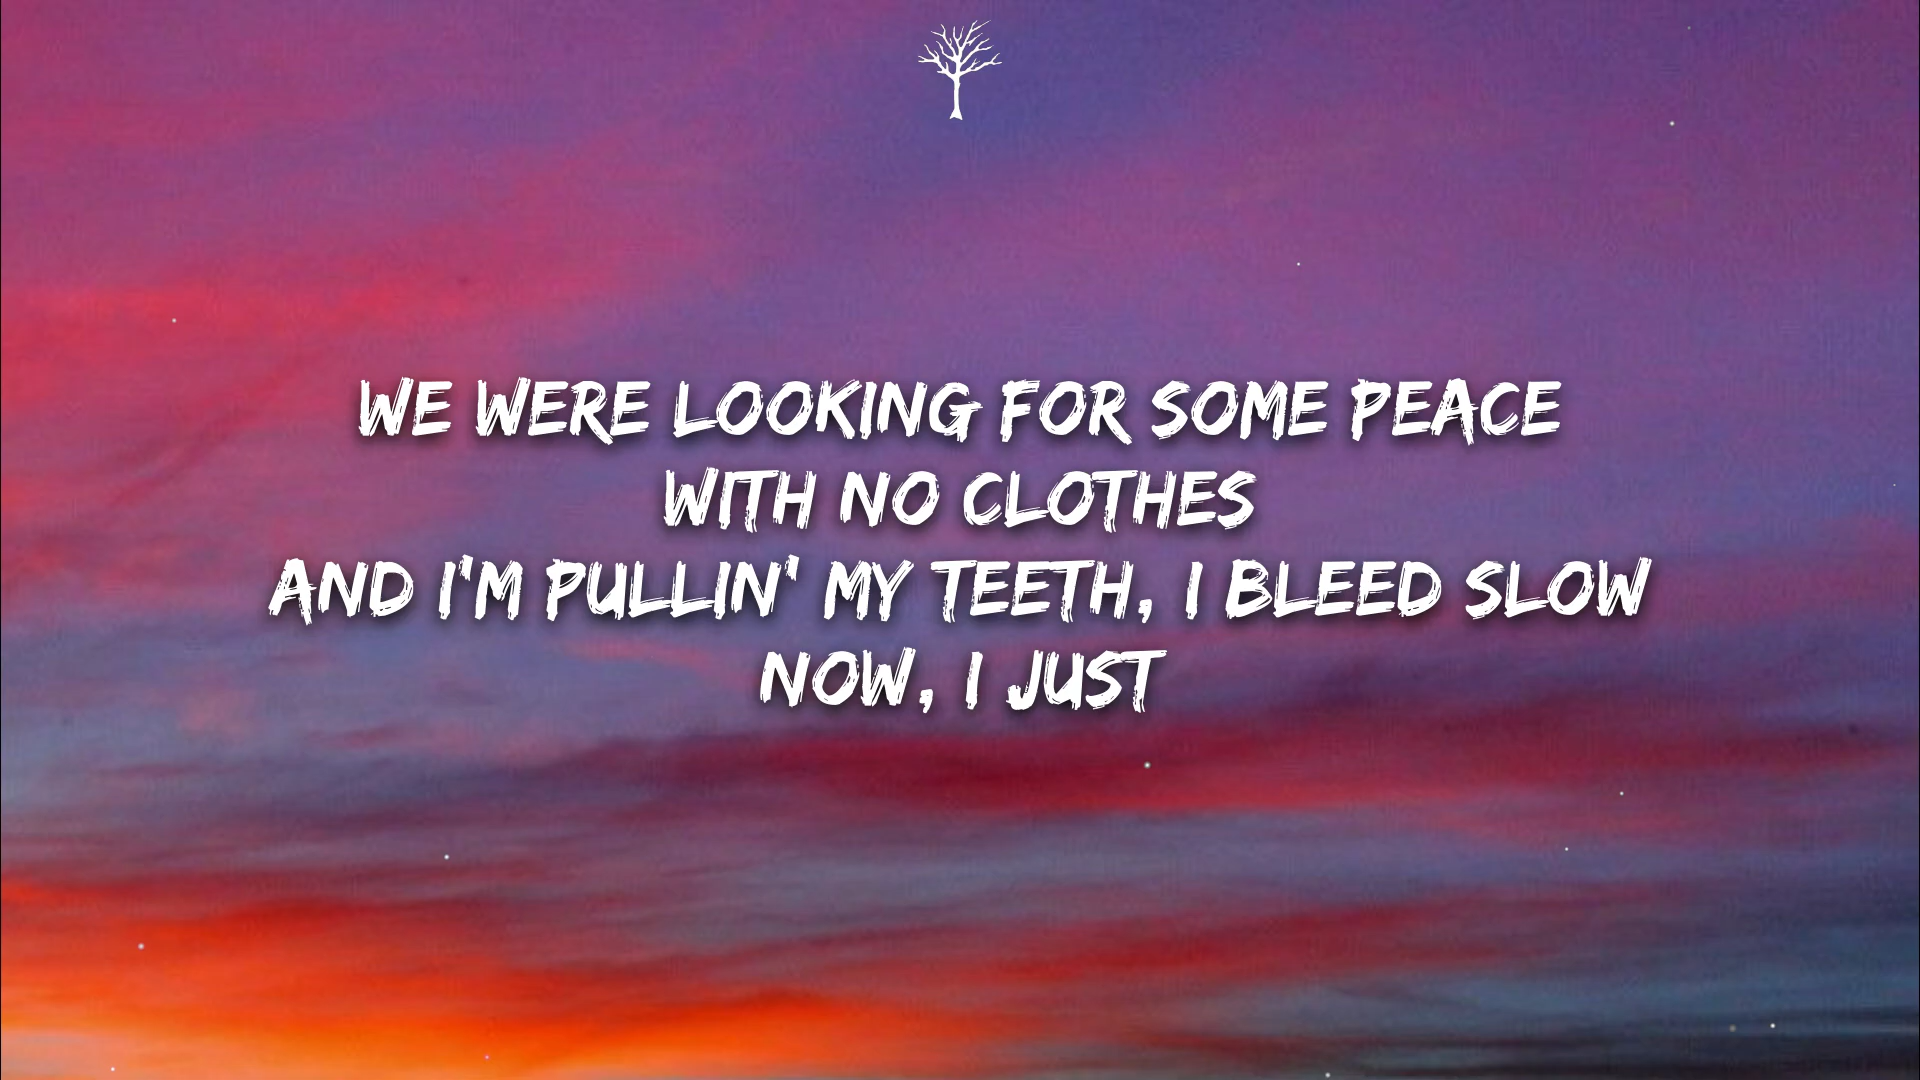 WE WERE LOOKING FOR SOME PEACE
WITH NO CLOTHES
AND I'M PULLIN' MY TEETH, I BLEED SLOW
NOW, I JUST